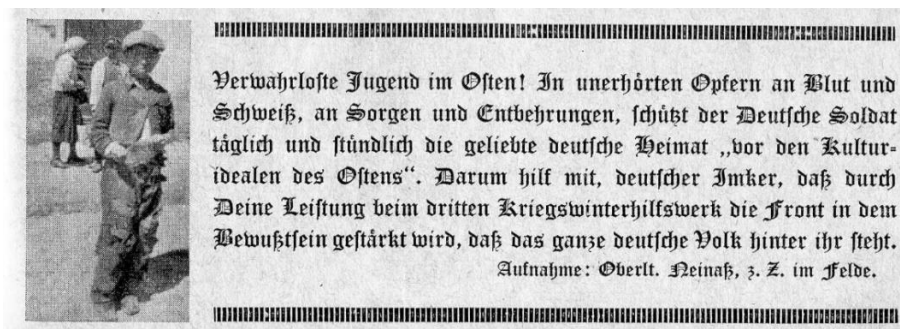 Verwahrloste Jugend im Osten! In unerhörten Opfern an Blut und
Schweiß, an Sorgen und Entbehrungen, schützt der Deutsche Soldat
täglich und stündlich die geliebte deutsche Heimat „vor den Kultur-
idealen des Ostens“. Darum hilf mit, deutscher Imker, daß durch
Deine Leistung beim dritten Kriegswinterhilfswerk die Front in dem
Bewußtsein gestärkt wird, daß das ganze deutsche Volk hinter ihr steht.
Aufnahme: Oberlt. Neinaß, z. Z. im Felde.